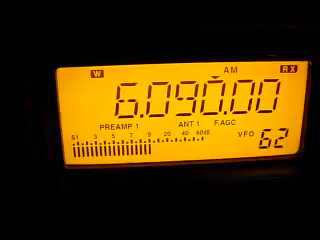 W AM RX
6.090.00
PREAMP 1 ANT 1 F.AGC
S1 3 5 7 9 20 40 60dB VFO 62